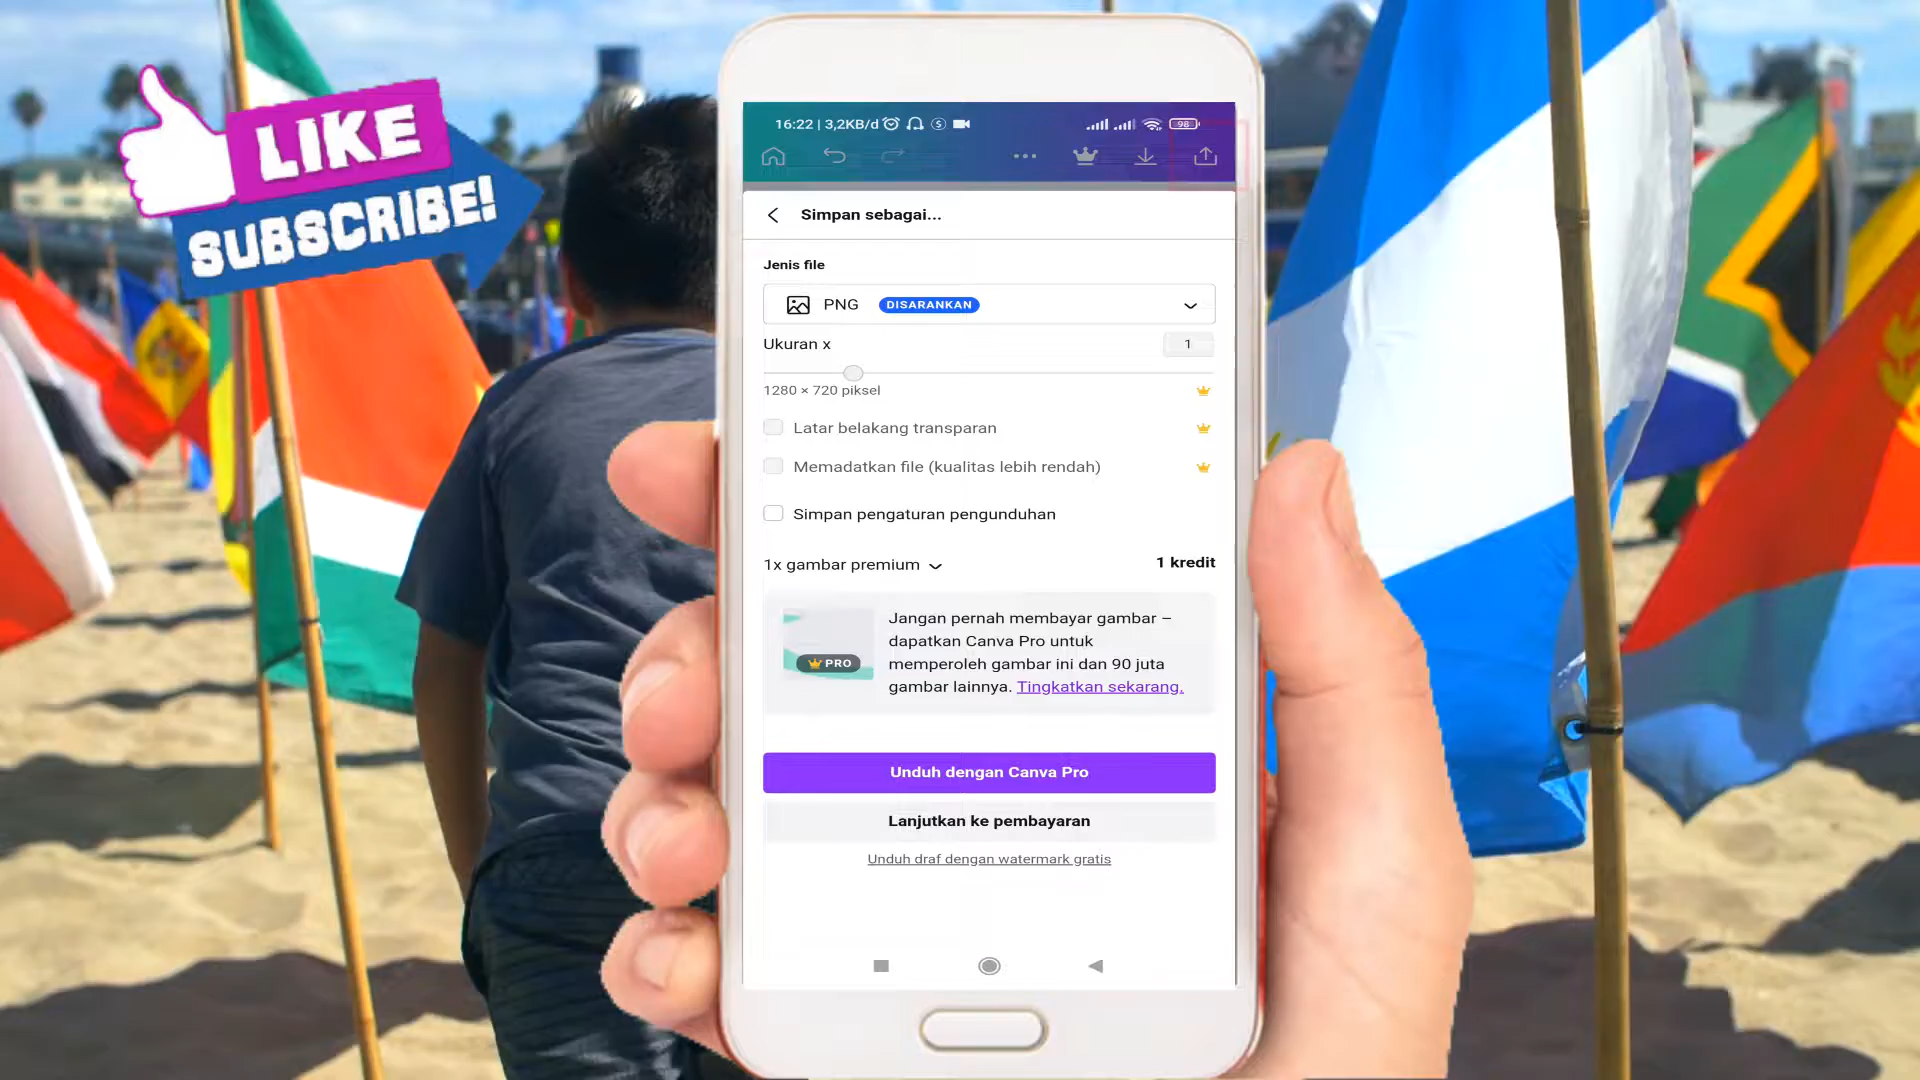 LIKE
SUBSCRIBE!
16:22 | 3,2KB/d
98
Simpan sebagai...
Jenis file
PNG DISARANKAN
Ukuran x
1
1280 × 720 piksel
Latar belakang transparan
Memadatkan file (kualitas lebih rendah)
Simpan pengaturan pengunduhan
1x gambar premium
1 kredit
PRO
Jangan pernah membayar gambar –
dapatkan Canva Pro untuk
memperoleh gambar ini dan 90 juta
gambar lainnya. Tingkatkan sekarang.
Unduh dengan Canva Pro
Lanjutkan ke pembayaran
Unduh draf dengan watermark gratis